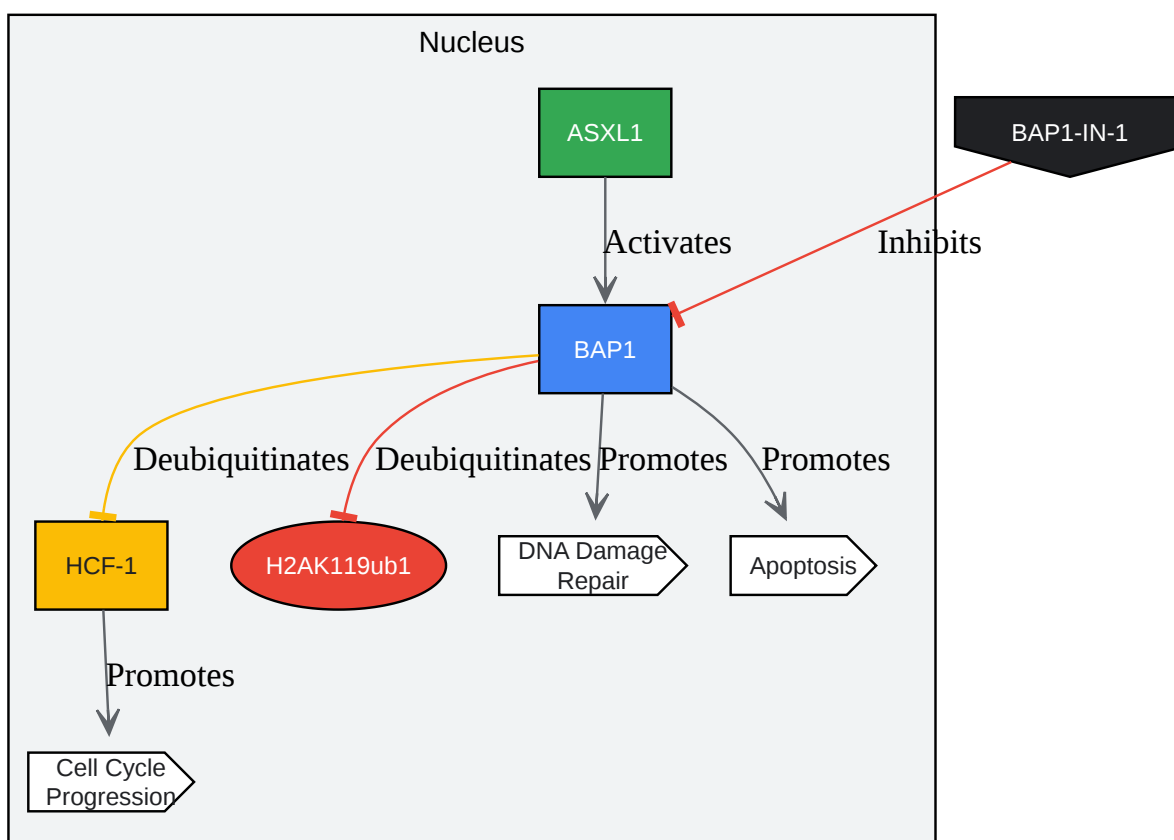 Nucleus
ASXL1
BAP1-IN-1
Activates
Inhibits
BAP1
Deubiquitinates
Deubiquitinates
Promotes
Promotes
HCF-1
H2AK119ub1
DNA Damage
Repair
Apoptosis
Promotes
Cell Cycle
Progression